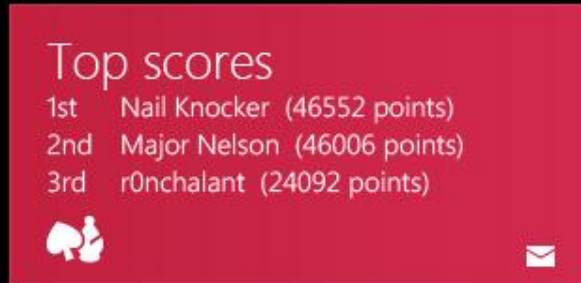 Top scores
1st Nail Knocker (46552 points)
2nd Major Nelson (46006 points)
3rd r0nchalant (24092 points)